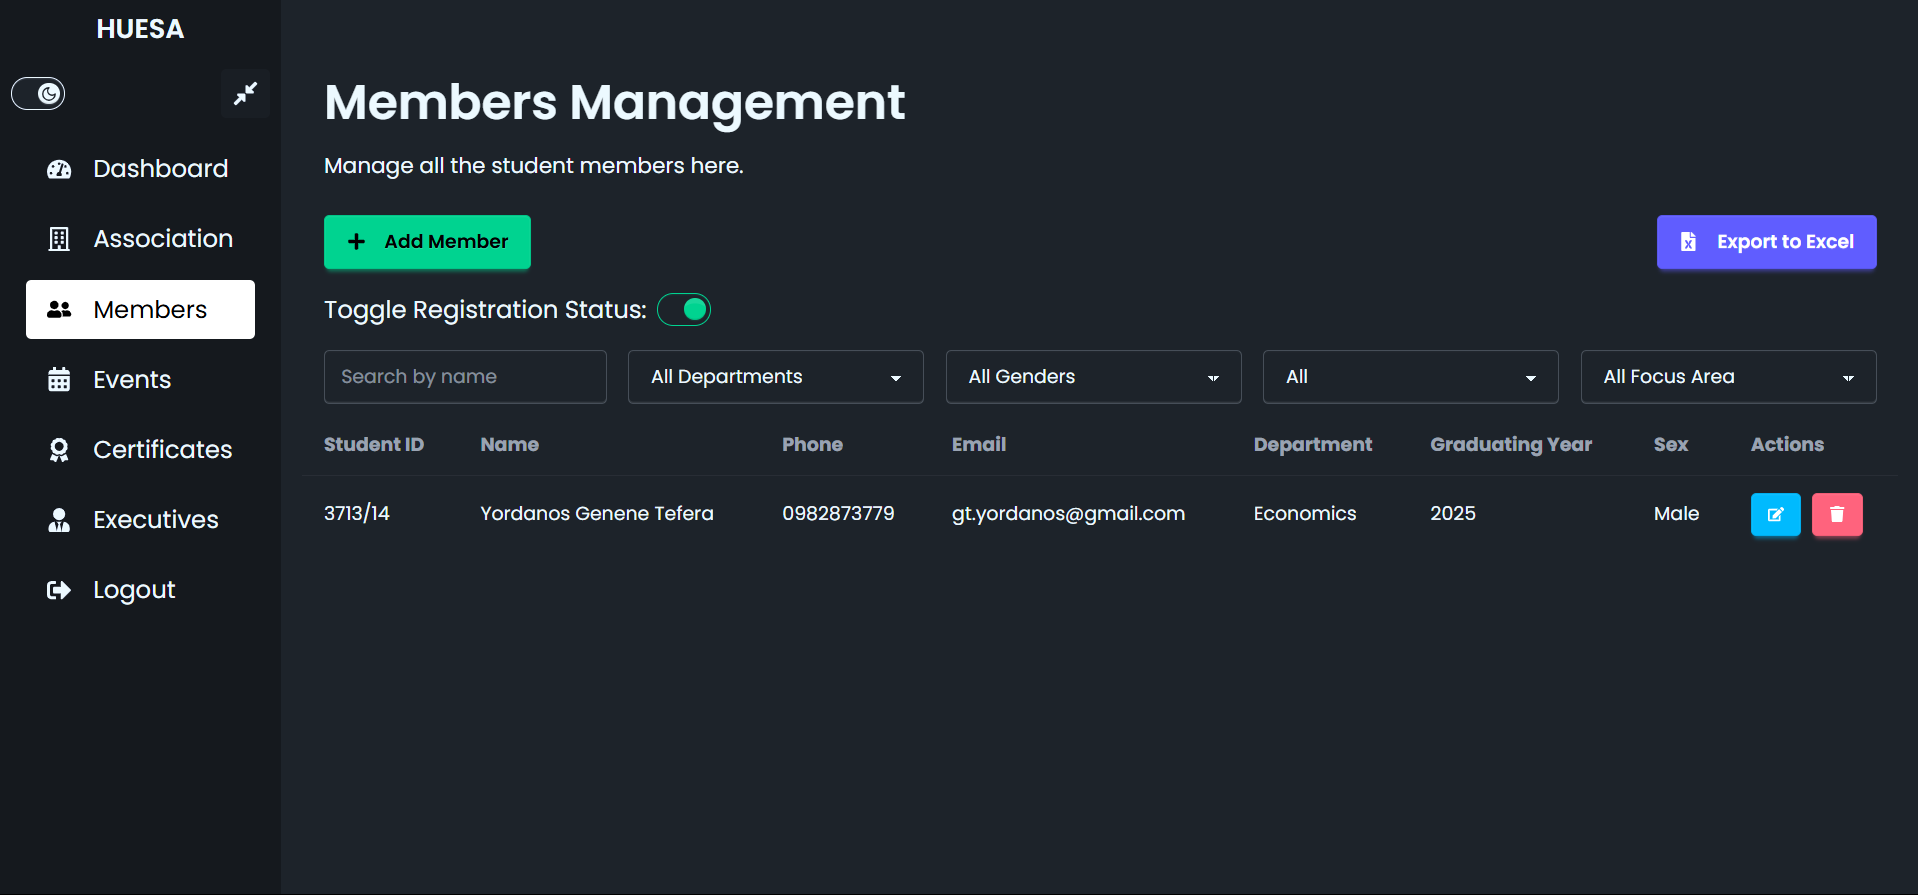 HUESA
Dashboard
Association
Members
Events
Certificates
Executives
Logout
Members Management
Manage all the student members here.
Add Member
Export to Excel
Toggle Registration Status:
Search by name
All Departments
All Genders
All
All Focus Area
Student ID Name Phone Email Department Graduating Year Sex Actions
3713/14 Yordanos Genene Tefera 0982873779 gt.yordanos@gmail.com Economics 2025 Male